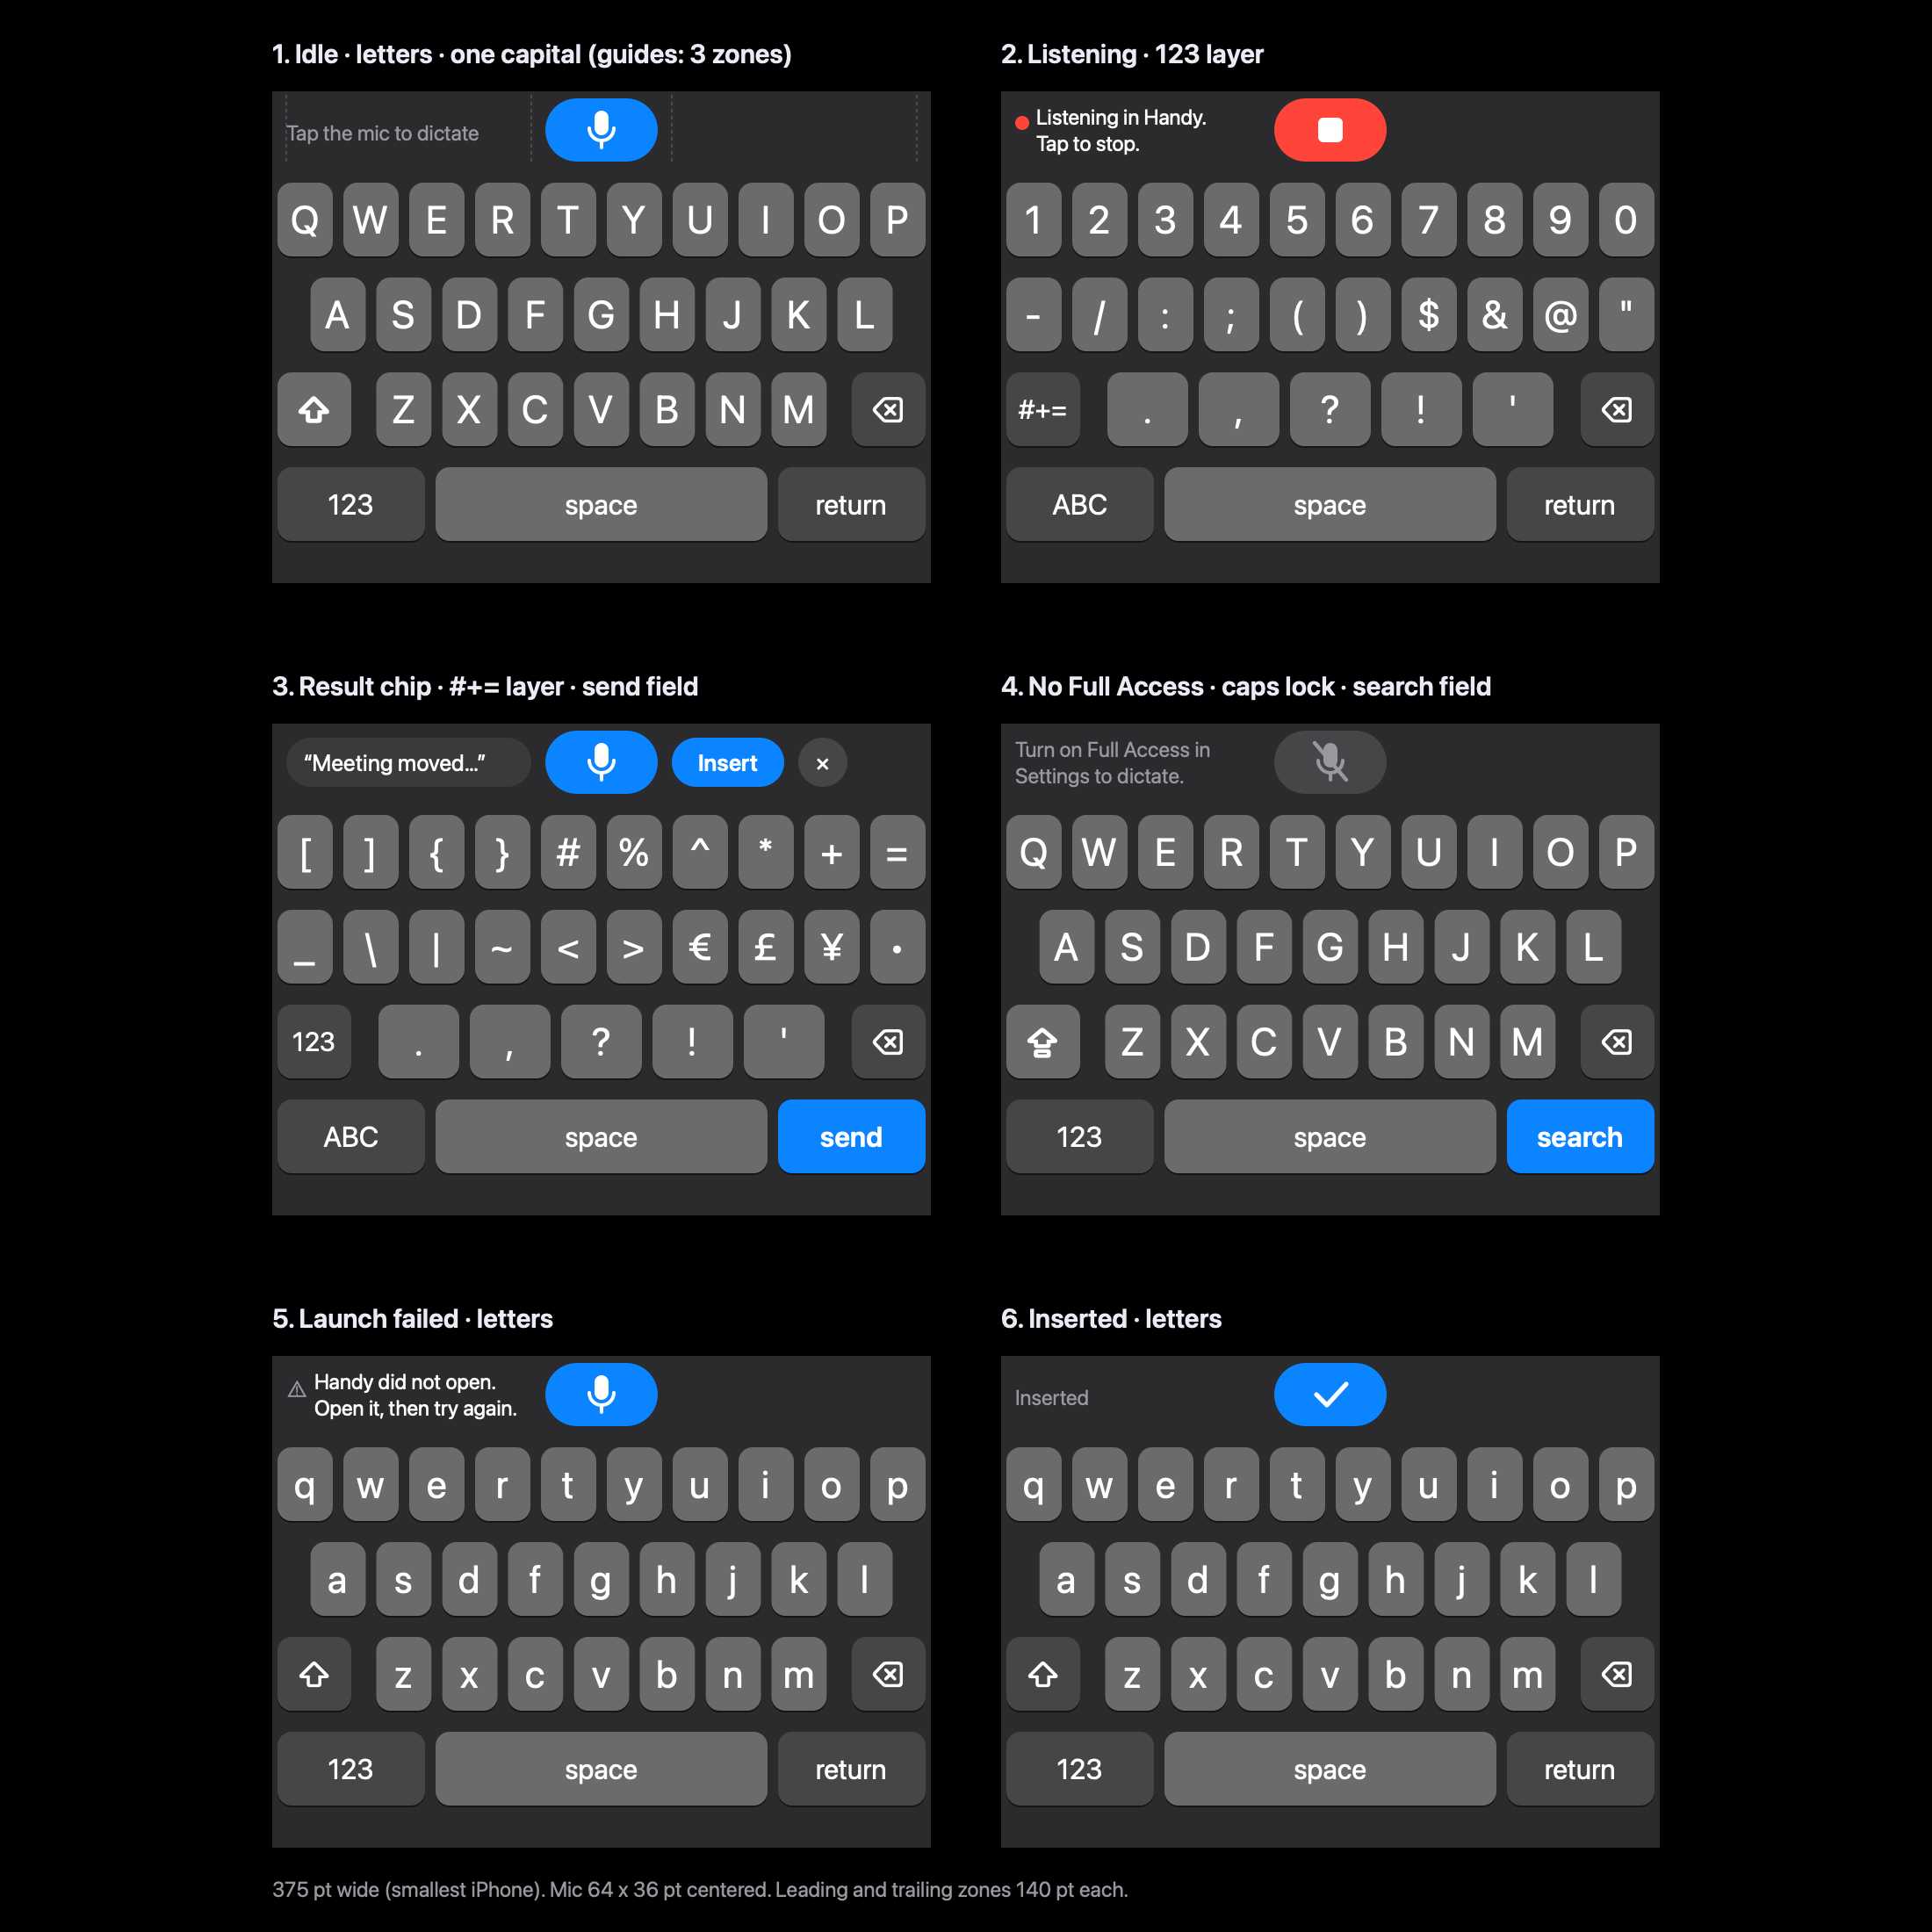 1. Idle · letters · one capital (guides: 3 zones)
Tap the mic to dictate
Q W E R T Y U I O P
A S D F G H J K L
Z X C V B N M
123 space return
2. Listening · 123 layer
Listening in Handy.
Tap to stop.
1 2 3 4 5 6 7 8 9 0
- / : ; ( ) $ & @ "
#+= . , ? ! '
ABC space return
3. Result chip · #+= layer · send field
“Meeting moved...” Insert ×
[ ] { } # % ^ * + =
_ \ | ~ < > € £ ¥ •
123 . , ? ! '
ABC space send
4. No Full Access · caps lock · search field
Turn on Full Access in
Settings to dictate.
Q W E R T Y U I O P
A S D F G H J K L
Z X C V B N M
123 space search
5. Launch failed · letters
Handy did not open.
Open it, then try again.
q w e r t y u i o p
a s d f g h j k l
z x c v b n m
123 space return
6. Inserted · letters
Inserted
q w e r t y u i o p
a s d f g h j k l
z x c v b n m
123 space return
375 pt wide (smallest iPhone). Mic 64 x 36 pt centered. Leading and trailing zones 140 pt each.